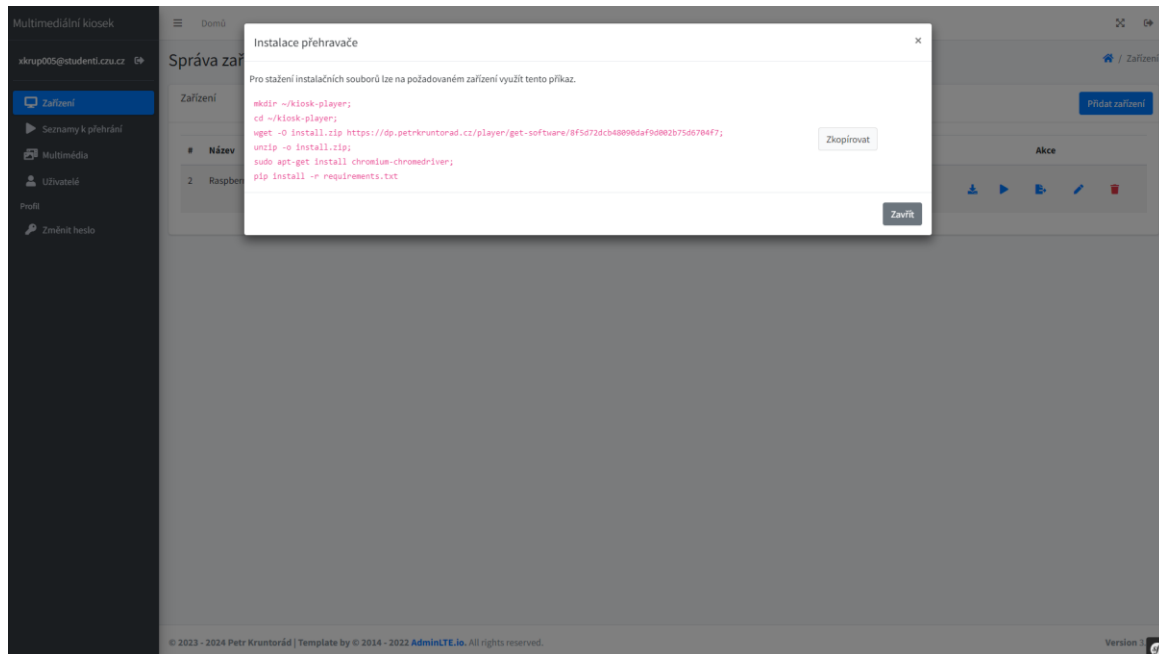 Multimediální kiosek
Domů
xkrup005@studenti.czu.cz
Správa zař
/ Zařízení
Instalace přehravače
×
Pro stažení instalačních souborů lze na požadovaném zařízení využít tento příkaz.
mkdir ~/kiosk-player;
cd ~/kiosk-player;
wget -O install.zip https://dp.petrkruntorad.cz/player/get-software/8f5d72dcb48090daf9d002b75d6704f7;
unzip -o install.zip;
sudo apt-get install chromium-chromedriver;
pip install -r requirements.txt
Zkopírovat
Zavřít
Zařízení
Seznamy k přehrání
Multimédia
Uživatelé
Profil
Změnit heslo
Zařízení
Přidat zařízení
# Název Akce
2 Raspber
© 2023 - 2024 Petr Kruntorád | Template by © 2014 - 2022 AdminLTE.io. All rights reserved.
Version 3.